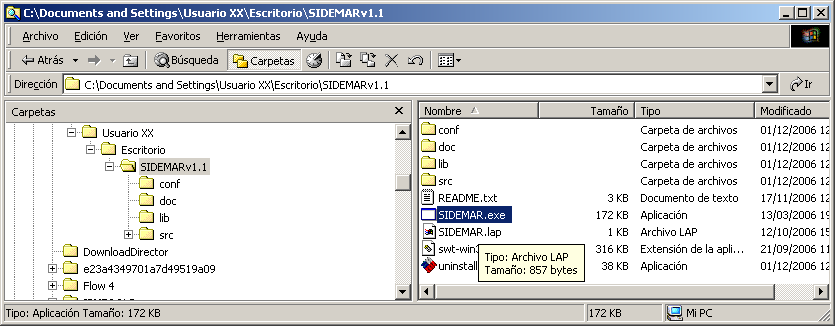 C:\Documents and Settings\Usuario XX\Escritorio\SIDEMARv1.1
Archivo Edición Ver Favoritos Herramientas Ayuda
Atrás Búsqueda Carpetas
Dirección C:\Documents and Settings\Usuario XX\Escritorio\SIDEMARv1.1 Ir
Carpetas
Usuario XX
Escritorio
SIDEMARv1.1
conf
doc
lib
src
DownloadDirector
e23a4349701a7d49519a09
Flow 4
Nombre Tamaño Tipo Modificado
conf Carpeta de archivos 01/12/2006 12
doc Carpeta de archivos 01/12/2006 12
lib Carpeta de archivos 01/12/2006 12
src Carpeta de archivos 01/12/2006 12
README.txt 3 KB Documento de texto 17/11/2006
SIDEMAR.exe 172 KB Aplicación 13/03/2006 19
SIDEMAR.lap 1 KB Archivo LAP 12/10/2006 15
swt-win3 316 KB Extensión de la apli... 21/09/2006 11
uninstall 38 KB Aplicación 01/12/2006 12
Tipo: Archivo LAP
Tamaño: 857 bytes
Tipo: Aplicación Tamaño: 172 KB 172 KB Mi PC